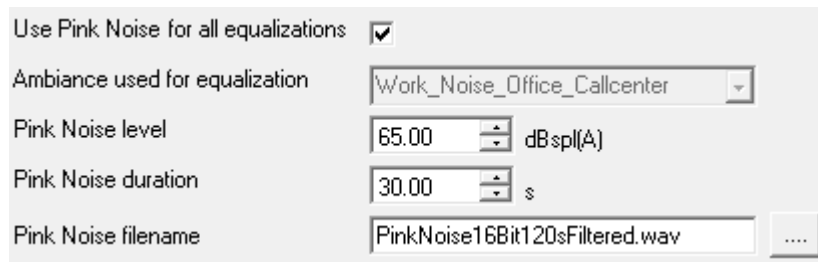 Use Pink Noise for all equalizations
Ambiance used for equalization Work_Noise_Office_Callcenter
Pink Noise level 65.00 dBspl(A)
Pink Noise duration 30.00 s
Pink Noise filename PinkNoise16Bit120sFiltered.wav ....